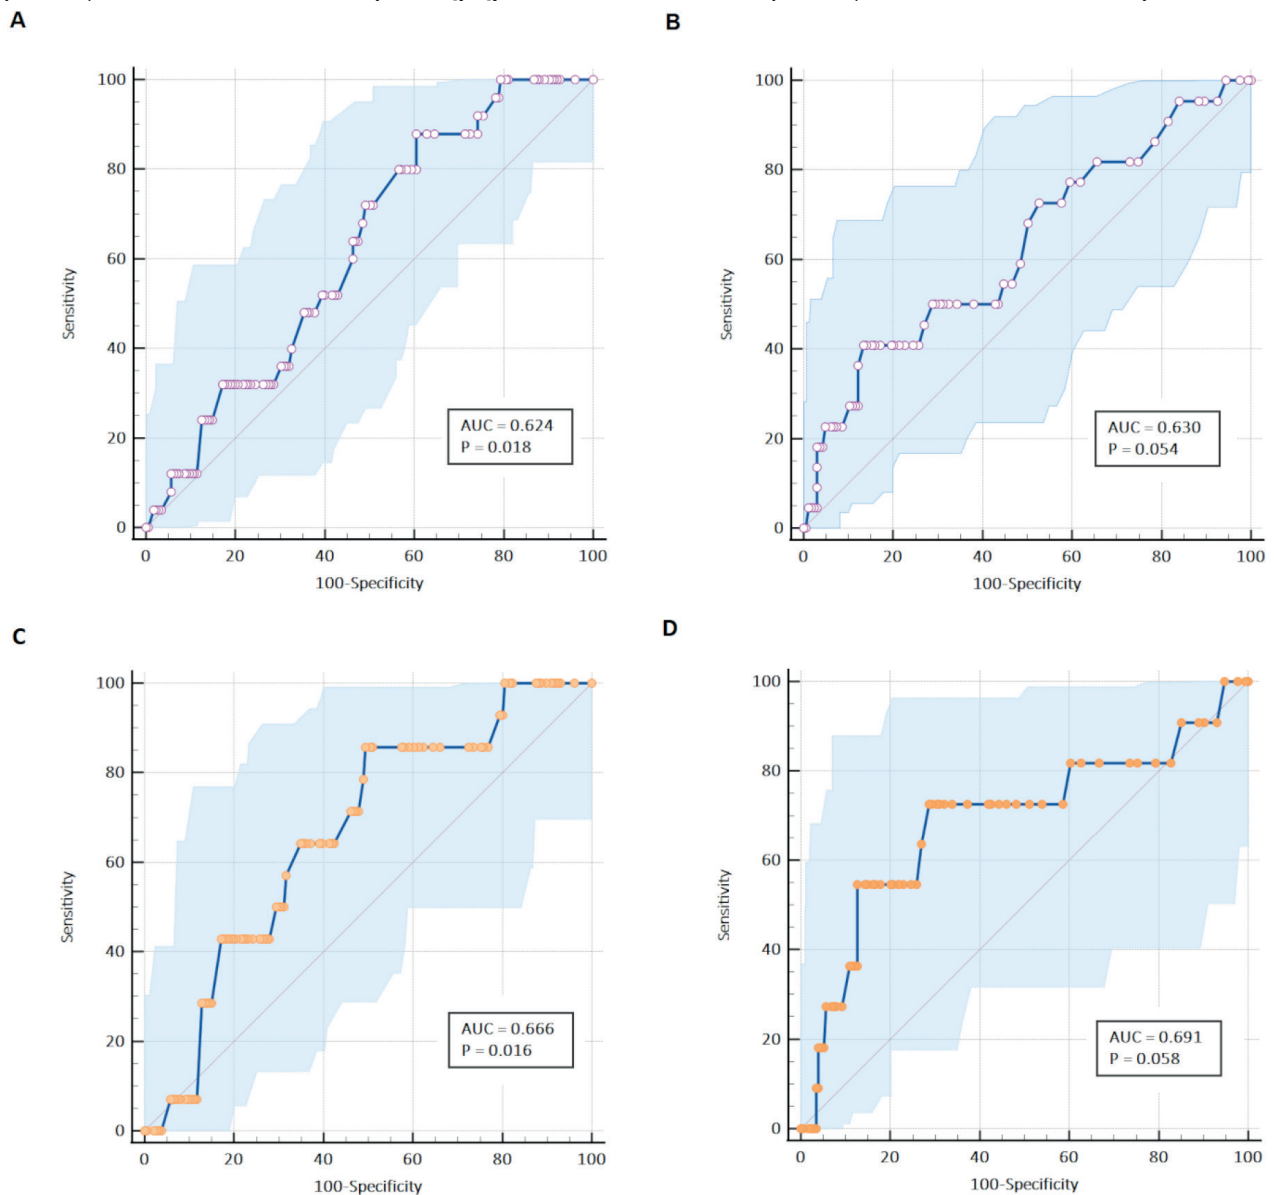 A
100
80
60
40
20
0
Sensitivity
0 20 40 60 80 100
100-Specificity
AUC = 0.624
P = 0.018
B
100
80
60
40
20
0
Sensitivity
0 20 40 60 80 100
100-Specificity
AUC = 0.630
P = 0.054
C
100
80
60
40
20
0
Sensitivity
0 20 40 60 80 100
100-Specificity
AUC = 0.666
P = 0.016
D
100
80
60
40
20
0
Sensitivity
0 20 40 60 80 100
100-Specificity
AUC = 0.691
P = 0.058